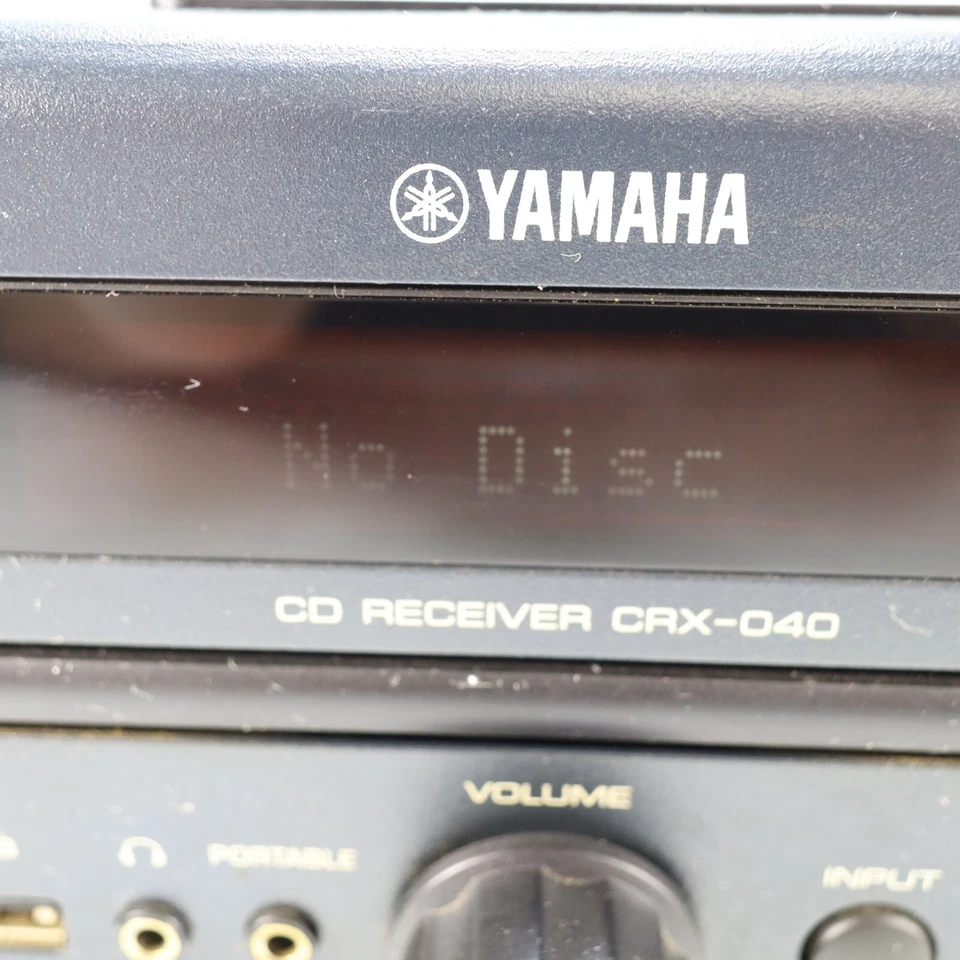 YAMAHA
No Disc
CD RECEIVER CRX-040
VOLUME
PORTABLE
INPUT